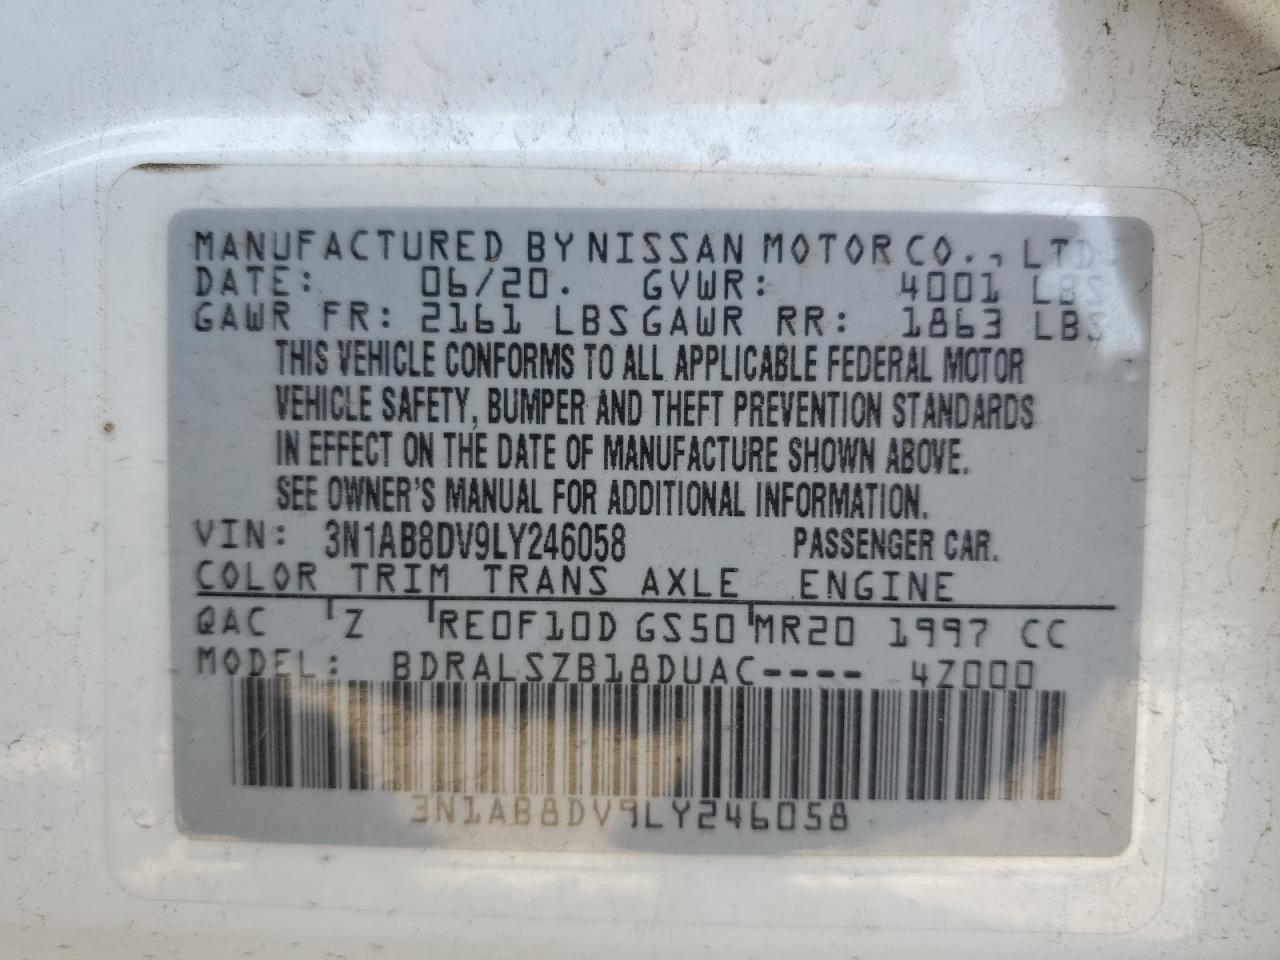 MANUFACTURED BY NISSAN MOTOR CO., LTD.
DATE: 06/20. GVWR: 4001 LBS
GAWR FR: 2161 LBS GAWR RR: 1863 LBS
THIS VEHICLE CONFORMS TO ALL APPLICABLE FEDERAL MOTOR
VEHICLE SAFETY, BUMPER AND THEFT PREVENTION STANDARDS
IN EFFECT ON THE DATE OF MANUFACTURE SHOWN ABOVE.
SEE OWNER'S MANUAL FOR ADDITIONAL INFORMATION.
VIN: 3N1AB8DV9LY246058 PASSENGER CAR.
COLOR TRIM TRANS AXLE ENGINE
QAC Z RE0F10D GS50 MR20 1997 CC
MODEL: BDRALSZB18DUAC---- 4Z000
3N1AB8DV9LY246058